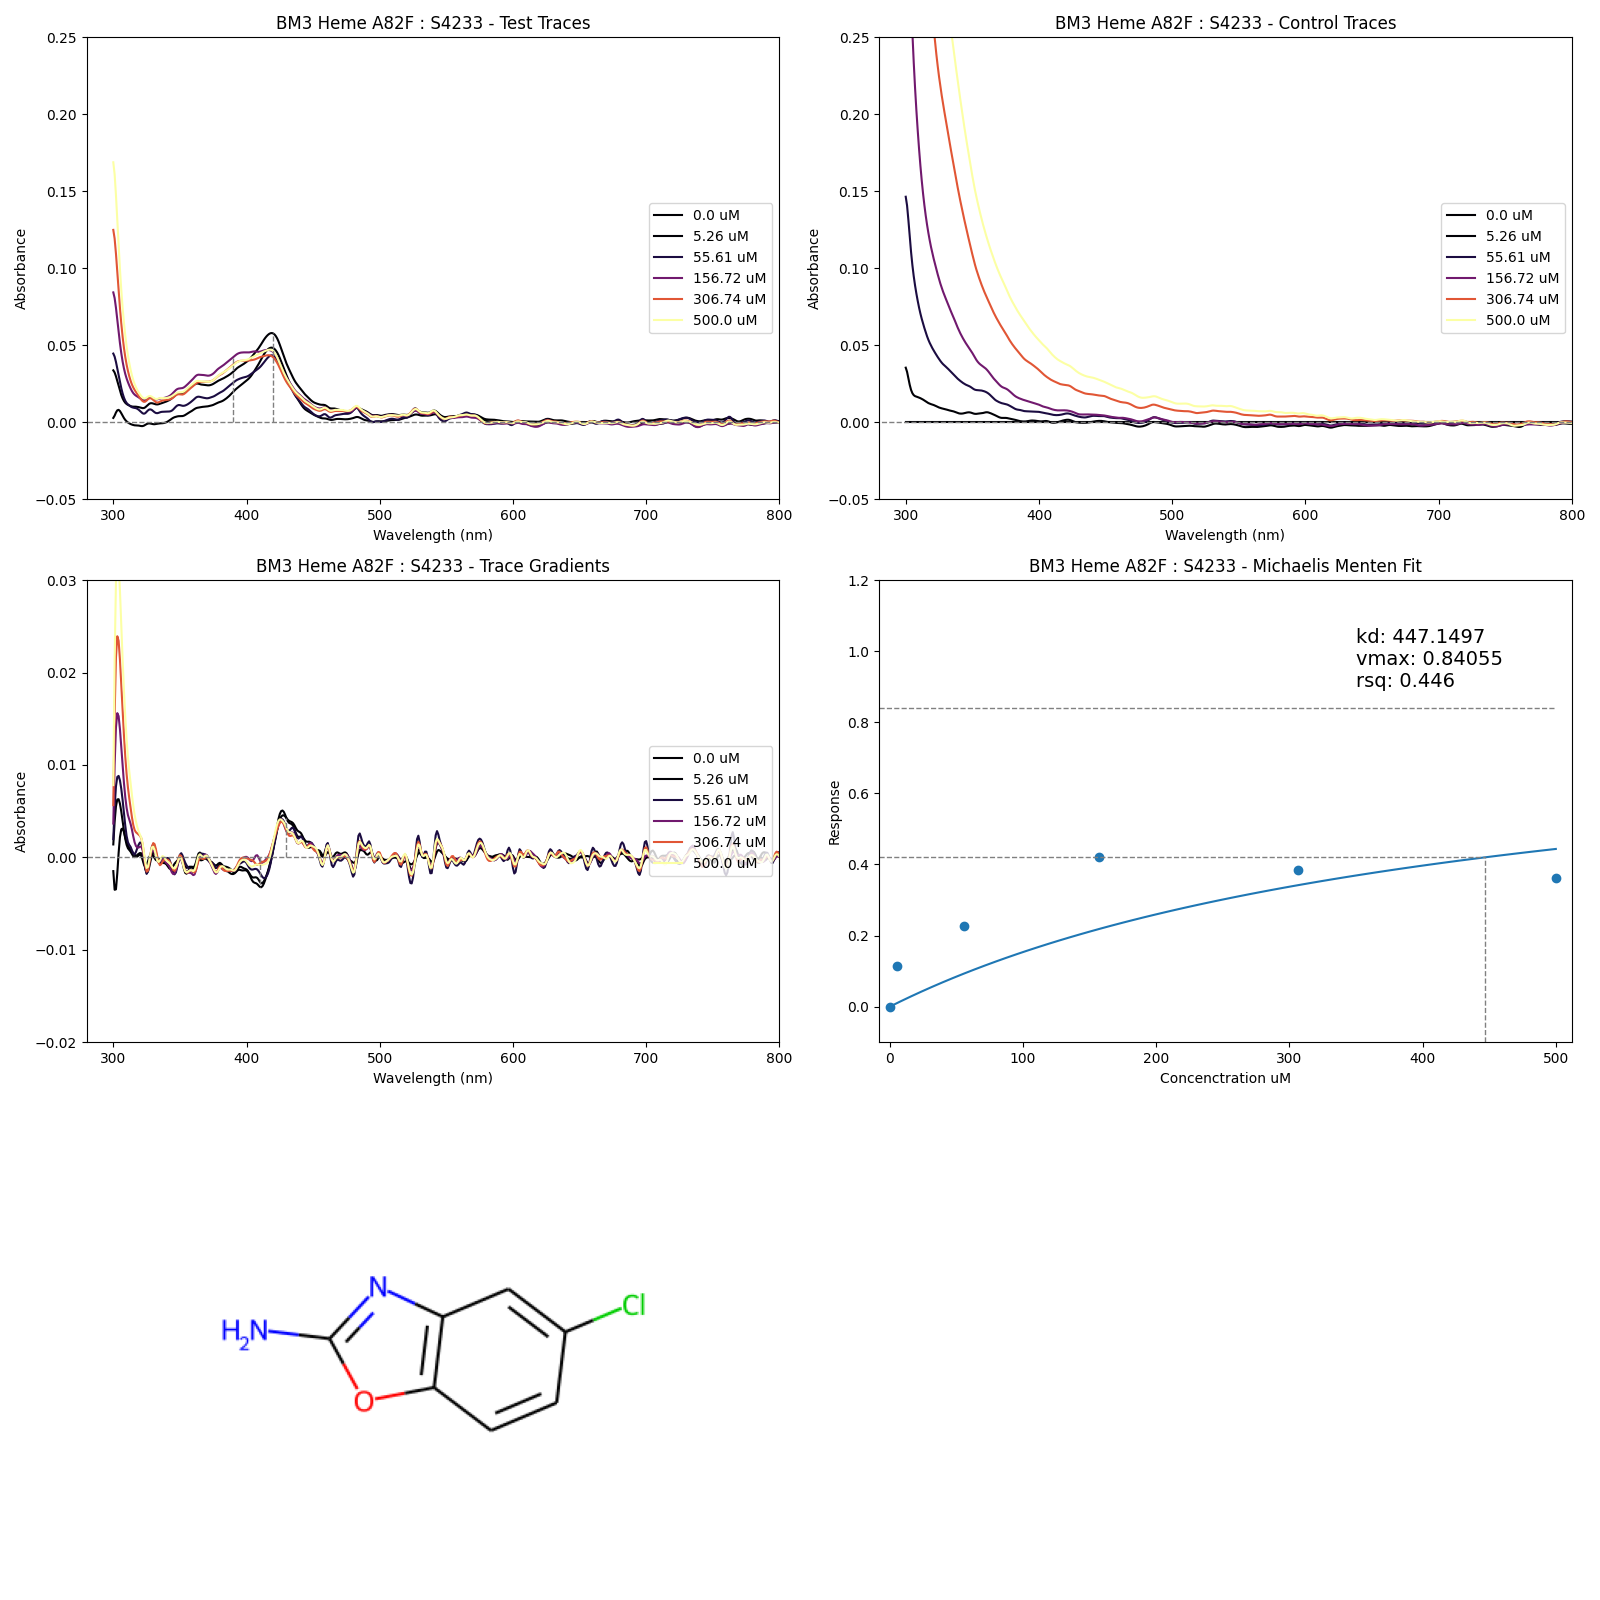 BM3 Heme A82F : S4233 - Test Traces
0.25
0.20
0.15
0.10
0.05
0.00
−0.05
Absorbance
300 400 500 600 700 800
Wavelength (nm)
0.0 uM
5.26 uM
55.61 uM
156.72 uM
306.74 uM
500.0 uM
BM3 Heme A82F : S4233 - Control Traces
0.25
0.20
0.15
0.10
0.05
0.00
−0.05
Absorbance
300 400 500 600 700 800
Wavelength (nm)
0.0 uM
5.26 uM
55.61 uM
156.72 uM
306.74 uM
500.0 uM
BM3 Heme A82F : S4233 - Trace Gradients
0.03
0.02
0.01
0.00
−0.01
−0.02
Absorbance
300 400 500 600 700 800
Wavelength (nm)
0.0 uM
5.26 uM
55.61 uM
156.72 uM
306.74 uM
500.0 uM
BM3 Heme A82F : S4233 - Michaelis Menten Fit
1.2
1.0
0.8
0.6
0.4
0.2
0.0
Response
kd: 447.1497
vmax: 0.84055
rsq: 0.446
0 100 200 300 400 500
Concenctration uM
N
Cl
H2N
O